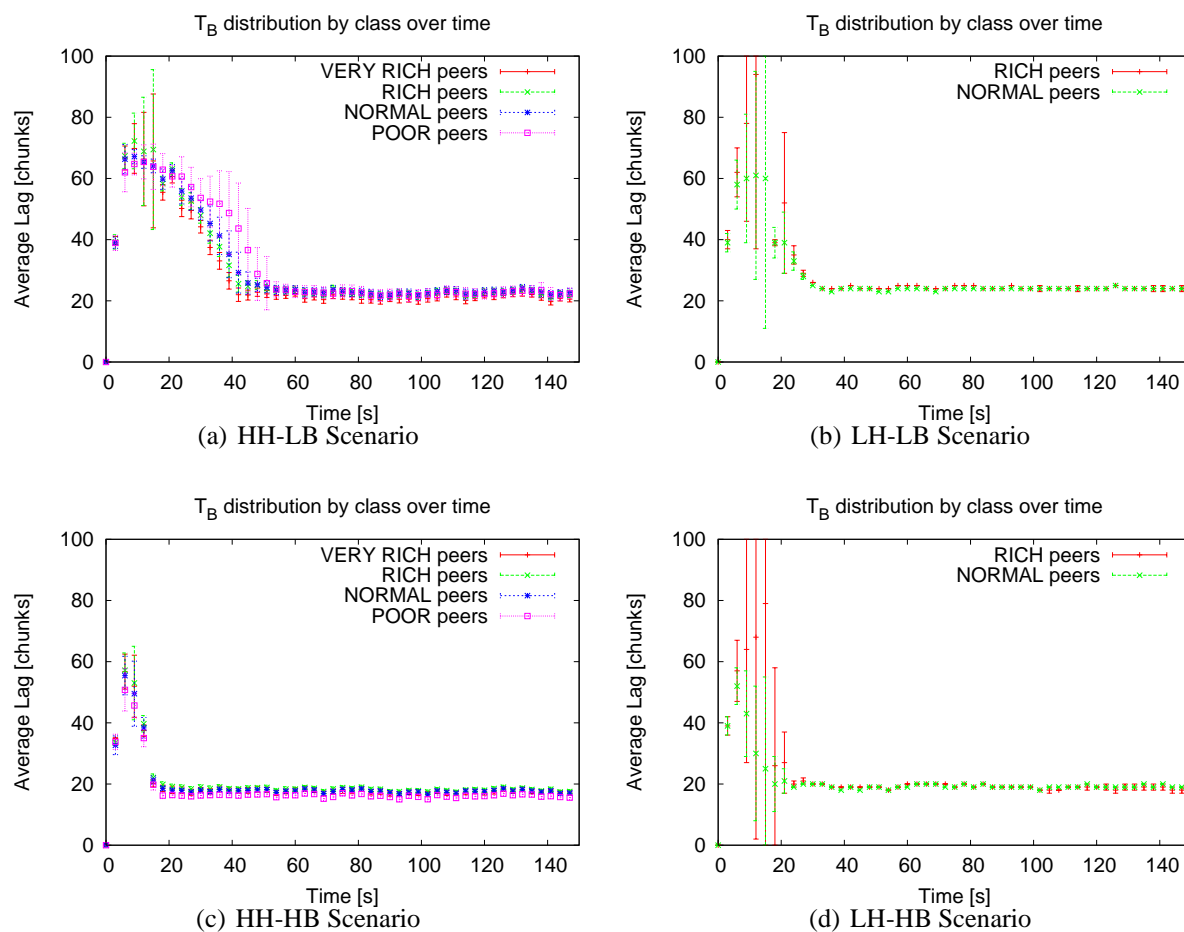 T_B distribution by class over time
Average Lag [chunks]
100
80
60
40
20
0
VERY RICH peers
RICH peers
NORMAL peers
POOR peers
0 20 40 60 80 100 120 140
Time [s]
(a) HH-LB Scenario
T_B distribution by class over time
Average Lag [chunks]
100
80
60
40
20
0
RICH peers
NORMAL peers
0 20 40 60 80 100 120 140
Time [s]
(b) LH-LB Scenario
T_B distribution by class over time
Average Lag [chunks]
100
80
60
40
20
0
VERY RICH peers
RICH peers
NORMAL peers
POOR peers
0 20 40 60 80 100 120 140
Time [s]
(c) HH-HB Scenario
T_B distribution by class over time
Average Lag [chunks]
100
80
60
40
20
0
RICH peers
NORMAL peers
0 20 40 60 80 100 120 140
Time [s]
(d) LH-HB Scenario